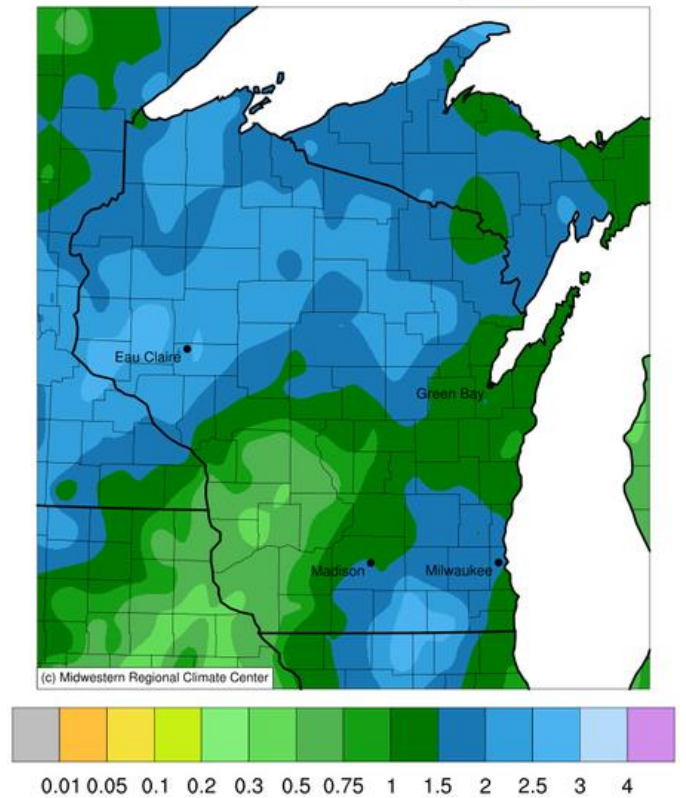 Eau Claire
Green Bay
Madison
Milwaukee
(c) Midwestern Regional Climate Center
0.01 0.05 0.1 0.2 0.3 0.5 0.75 1 1.5 2 2.5 3 4